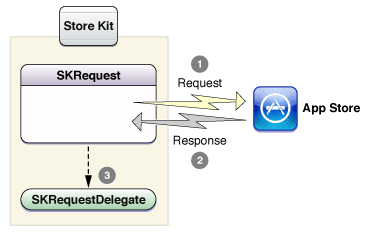 Store Kit
SKRequest
1
Request
App Store
Response
2
3
SKRequestDelegate